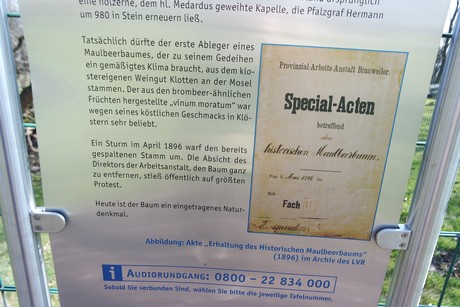 eine hölzerne, dem hl. Medardus geweihte Kapelle, die Pfalzgraf Hermann
um 980 in Stein erneuern ließ.
Tatsächlich dürfte der erste Ableger eines
Maulbeerbaumes, der zu seinem Gedeihen
ein gemäßigtes Klima braucht, aus dem klo-
stereigenen Weingut Klotten an der Mosel
stammen. Der aus den brombeer-ähnlichen
Früchten hergestellte „vinum moratum“ war
wegen seines köstlichen Geschmacks in Klö-
stern sehr beliebt.
Ein Sturm im April 1896 warf den bereits
gespaltenen Stamm um. Die Absicht des
Direktors der Arbeitsanstalt, den Baum ganz
zu entfernen, stieß öffentlich auf größten
Protest.
Heute ist der Baum ein eingetragenes Natur-
denkmal.
Provinzial-Arbeits-Anstalt Brauweiler.
Special-Acten
betreffend
den
historischen Maulbeerbaum.
Mai 1896
Fach
Abbildung: Akte „Erhaltung des Historischen Maulbeerbaums“
(1896) im Archiv des LVR
i AUDIORUNDGANG: 0800 – 22 834 000
Sobald Sie verbunden sind, wählen Sie bitte die jeweilige Tafelnummer.